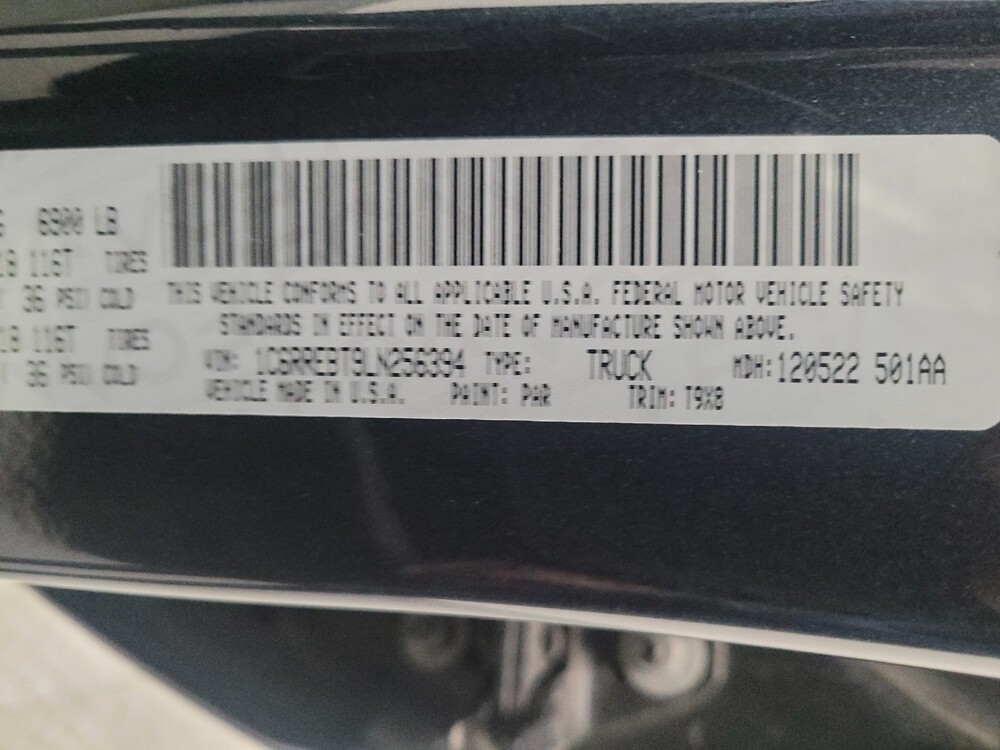 6900 LB
18 116T TIRES
36 PSI/ COLD
18 116T TIRES
36 PSI/ COLD
THIS VEHICLE CONFORMS TO ALL APPLICABLE U.S.A. FEDERAL MOTOR VEHICLE SAFETY
STANDARDS IN EFFECT ON THE DATE OF MANUFACTURE SHOWN ABOVE.
VIN: 1C6RREBT9LN256394 TYPE: TRUCK MDH: 120522 501AA
VEHICLE MADE IN U.S.A. PAINT: PAR TRIM: T9X8